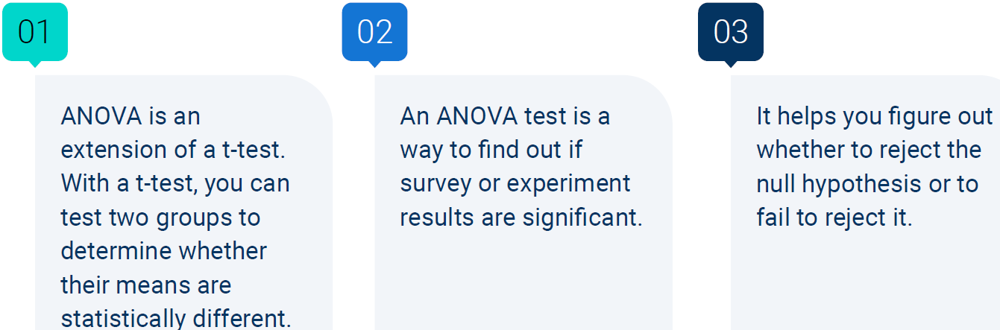 01
ANOVA is an
extension of a t-test.
With a t-test, you can
test two groups to
determine whether
their means are
statistically different.
02
An ANOVA test is a
way to find out if
survey or experiment
results are significant.
03
It helps you figure out
whether to reject the
null hypothesis or to
fail to reject it.